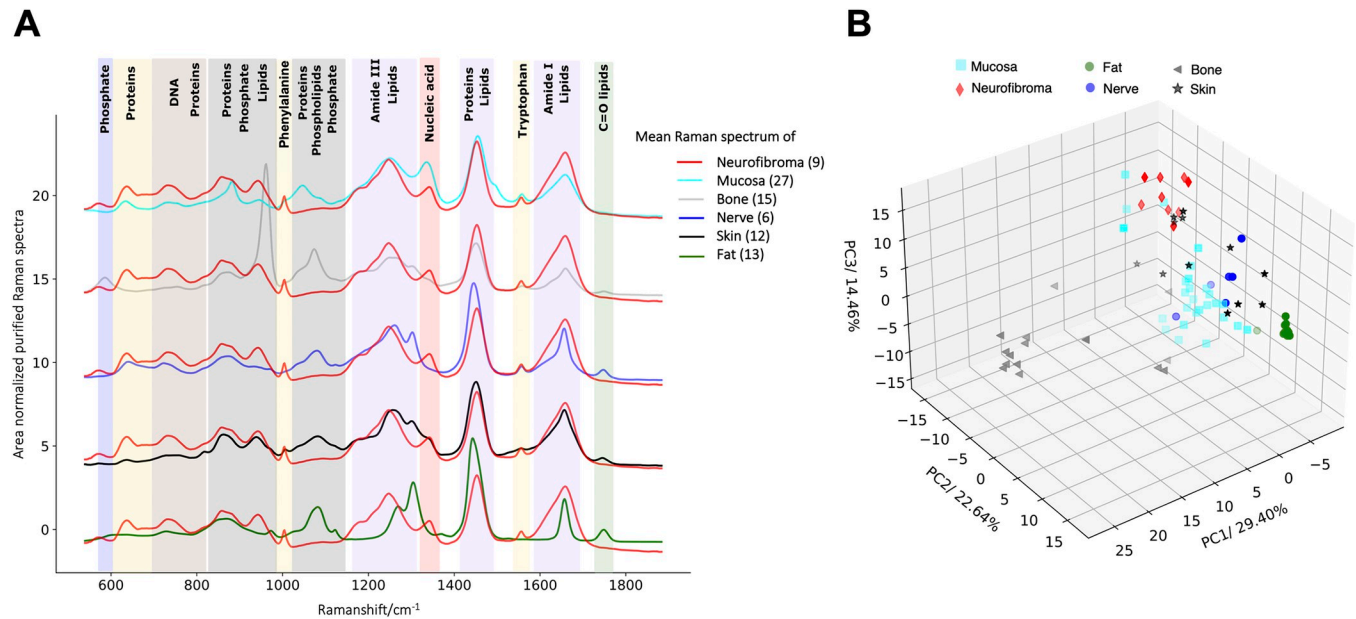 A
Phosphate
Proteins
DNA
Proteins
Proteins
Phosphate
Lipids
Phenylalanine
Proteins
Phospholipids
Phosphate
Amide III
Lipids
Nucleic acid
Proteins
Lipids
Tryptophan
Amide I
Lipids
C=O lipids
Mean Raman spectrum of
Neurofibroma (9)
Mucosa (27)
Bone (15)
Nerve (6)
Skin (12)
Fat (13)
Area normalized purified Raman spectra
20
15
10
5
0
600 800 1000 1200 1400 1600 1800
Ramanshift/cm-1
B
Mucosa Fat Bone
Neurofibroma Nerve Skin
PC3/ 14.46%
15
10
5
0
−5
−10
−15
PC2/ 22.64%
−15
−10
−5
0
5
10
15
PC1/ 29.40%
25
20
15
10
5
0
−5